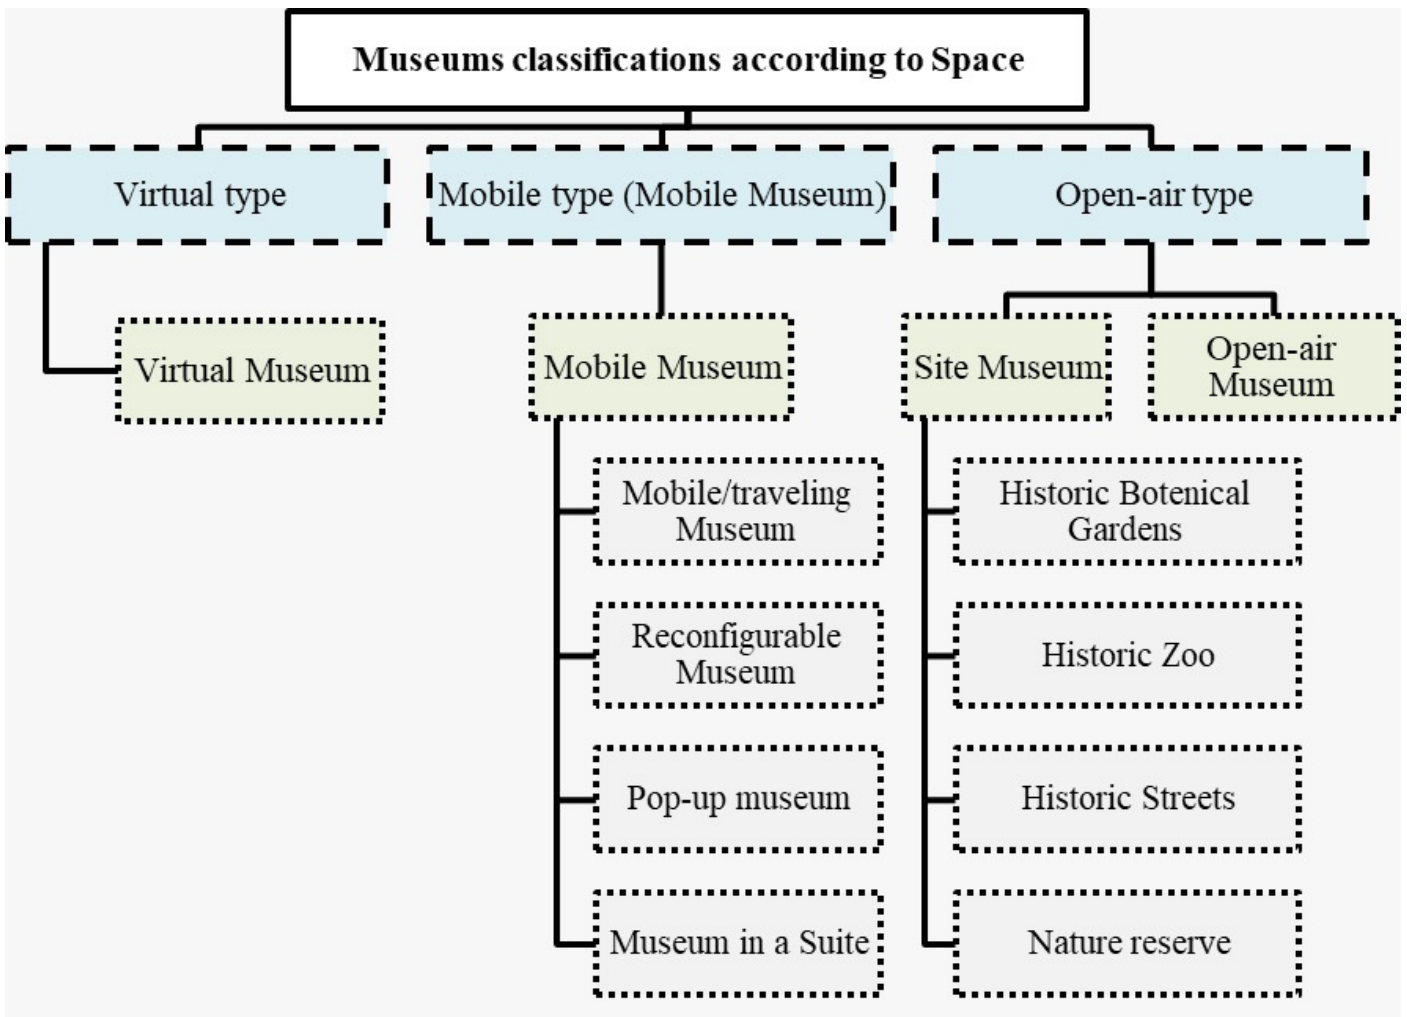 Museums classifications according to Space
Virtual type
Mobile type (Mobile Museum)
Open-air type
Virtual Museum
Mobile Museum
Site Museum
Open-air
Museum
Mobile/traveling
Museum
Historic Botenical
Gardens
Reconfigurable
Museum
Historic Zoo
Pop-up museum
Historic Streets
Museum in a Suite
Nature reserve